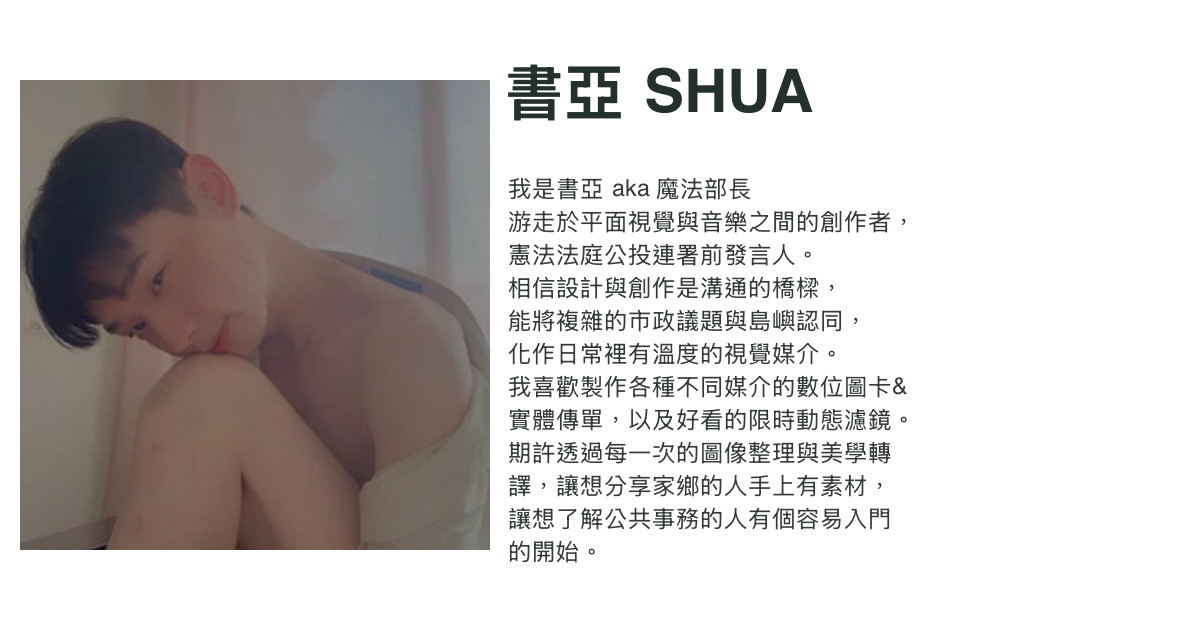 書亞 SHUA
我是書亞 aka 魔法部長
游走於平面視覺與音樂之間的創作者，
憲法法庭公投連署前發言人。
相信設計與創作是溝通的橋樑，
能將複雜的市政議題與島嶼認同，
化作日常裡有溫度的視覺媒介。
我喜歡製作各種不同媒介的數位圖卡&
實體傳單，以及好看的限時動態濾鏡。
期許透過每一次的圖像整理與美學轉
譯，讓想分享家鄉的人手上有素材，
讓想了解公共事務的人有個容易入門
的開始。